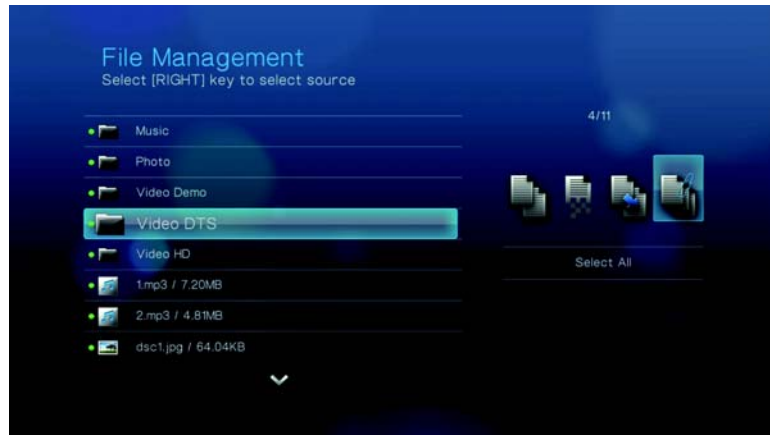 File Management
Select [RIGHT] key to select source
Music
Photo
Video Demo
Video DTS
Video HD
1.mp3 / 7.20MB
2.mp3 / 4.81MB
dsc1.jpg / 64.04KB
4/11
Select All